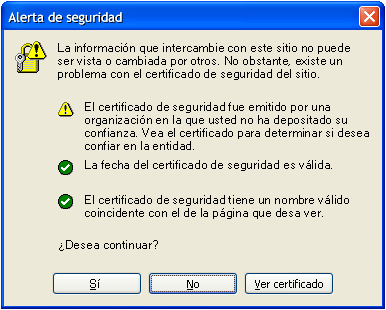 Alerta de seguridad
La información que intercambie con este sitio no puede
ser vista o cambiada por otros. No obstante, existe un
problema con el certificado de seguridad del sitio.
El certificado de seguridad fue emitido por una
organización en la que usted no ha depositado su
confianza. Vea el certificado para determinar si desea
confiar en la entidad.
La fecha del certificado de seguridad es válida.
El certificado de seguridad tiene un nombre válido
coincidente con el de la página que desa ver.
¿Desea continuar?
Sí No Ver certificado